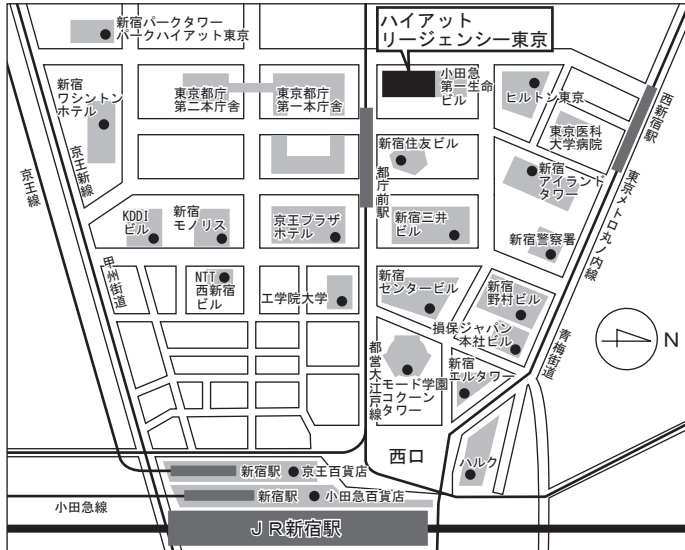 新宿パークタワー
パークハイアット東京
ハイアット
リージェンシー東京
新宿
ワシントン
ホテル
東京都庁
第二本庁舎
東京都庁
第一本庁舎
小田急
第一生命
ビル
ヒルトン東京
西新宿駅
東京医科
大学病院
新宿住友ビル
新宿
アイランド
タワー
京王線
京王新線
都庁前駅
東京メトロ丸ノ内線
KDDI
ビル
新宿
モノリス
京王プラザ
ホテル
新宿三井
ビル
新宿警察署
甲州街道
NTT
西新宿
ビル
工学院大学
新宿
センタービル
新宿
野村ビル
損保ジャパン
本社ビル
青梅街道
N
都営大江戸線
モード学園
コクーン
タワー
新宿
エルタワー
西口
ハルク
新宿駅
京王百貨店
新宿駅
小田急百貨店
小田急線
JR新宿駅